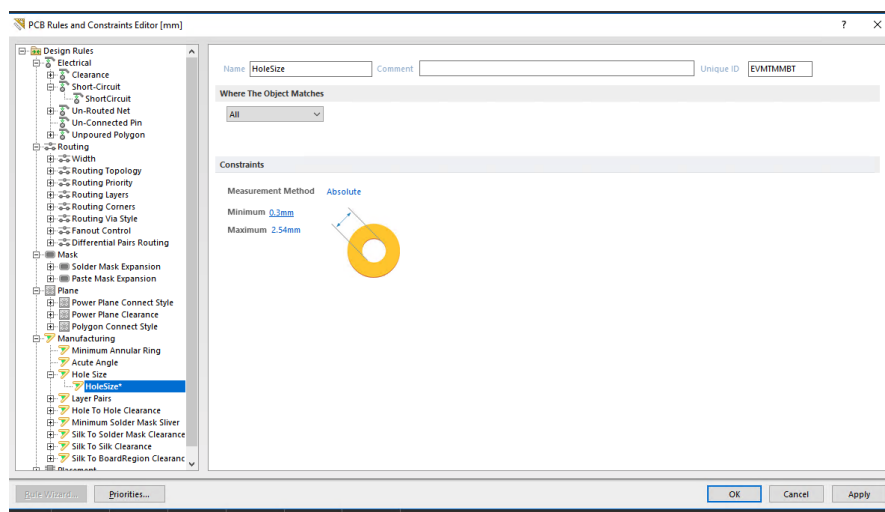 PCB Rules and Constraints Editor [mm]
?
Design Rules
Electrical
Clearance
Short-Circuit
ShortCircuit
Un-Routed Net
Un-Connected Pin
Unpoured Polygon
Routing
Width
Routing Topology
Routing Priority
Routing Layers
Routing Corners
Routing Via Style
Fanout Control
Differential Pairs Routing
Mask
Solder Mask Expansion
Paste Mask Expansion
Plane
Power Plane Connect Style
Power Plane Clearance
Polygon Connect Style
Manufacturing
Minimum Annular Ring
Acute Angle
Hole Size
HoleSize*
Layer Pairs
Hole To Hole Clearance
Minimum Solder Mask Sliver
Silk To Solder Mask Clearance
Silk To Silk Clearance
Silk To BoardRegion Clearanc
Placement
Name HoleSize Comment Unique ID EVMTMMBT
Where The Object Matches
All
Constraints
Measurement Method Absolute
Minimum 0.3mm
Maximum 2.54mm
Rule Wizard... Priorities... OK Cancel Apply